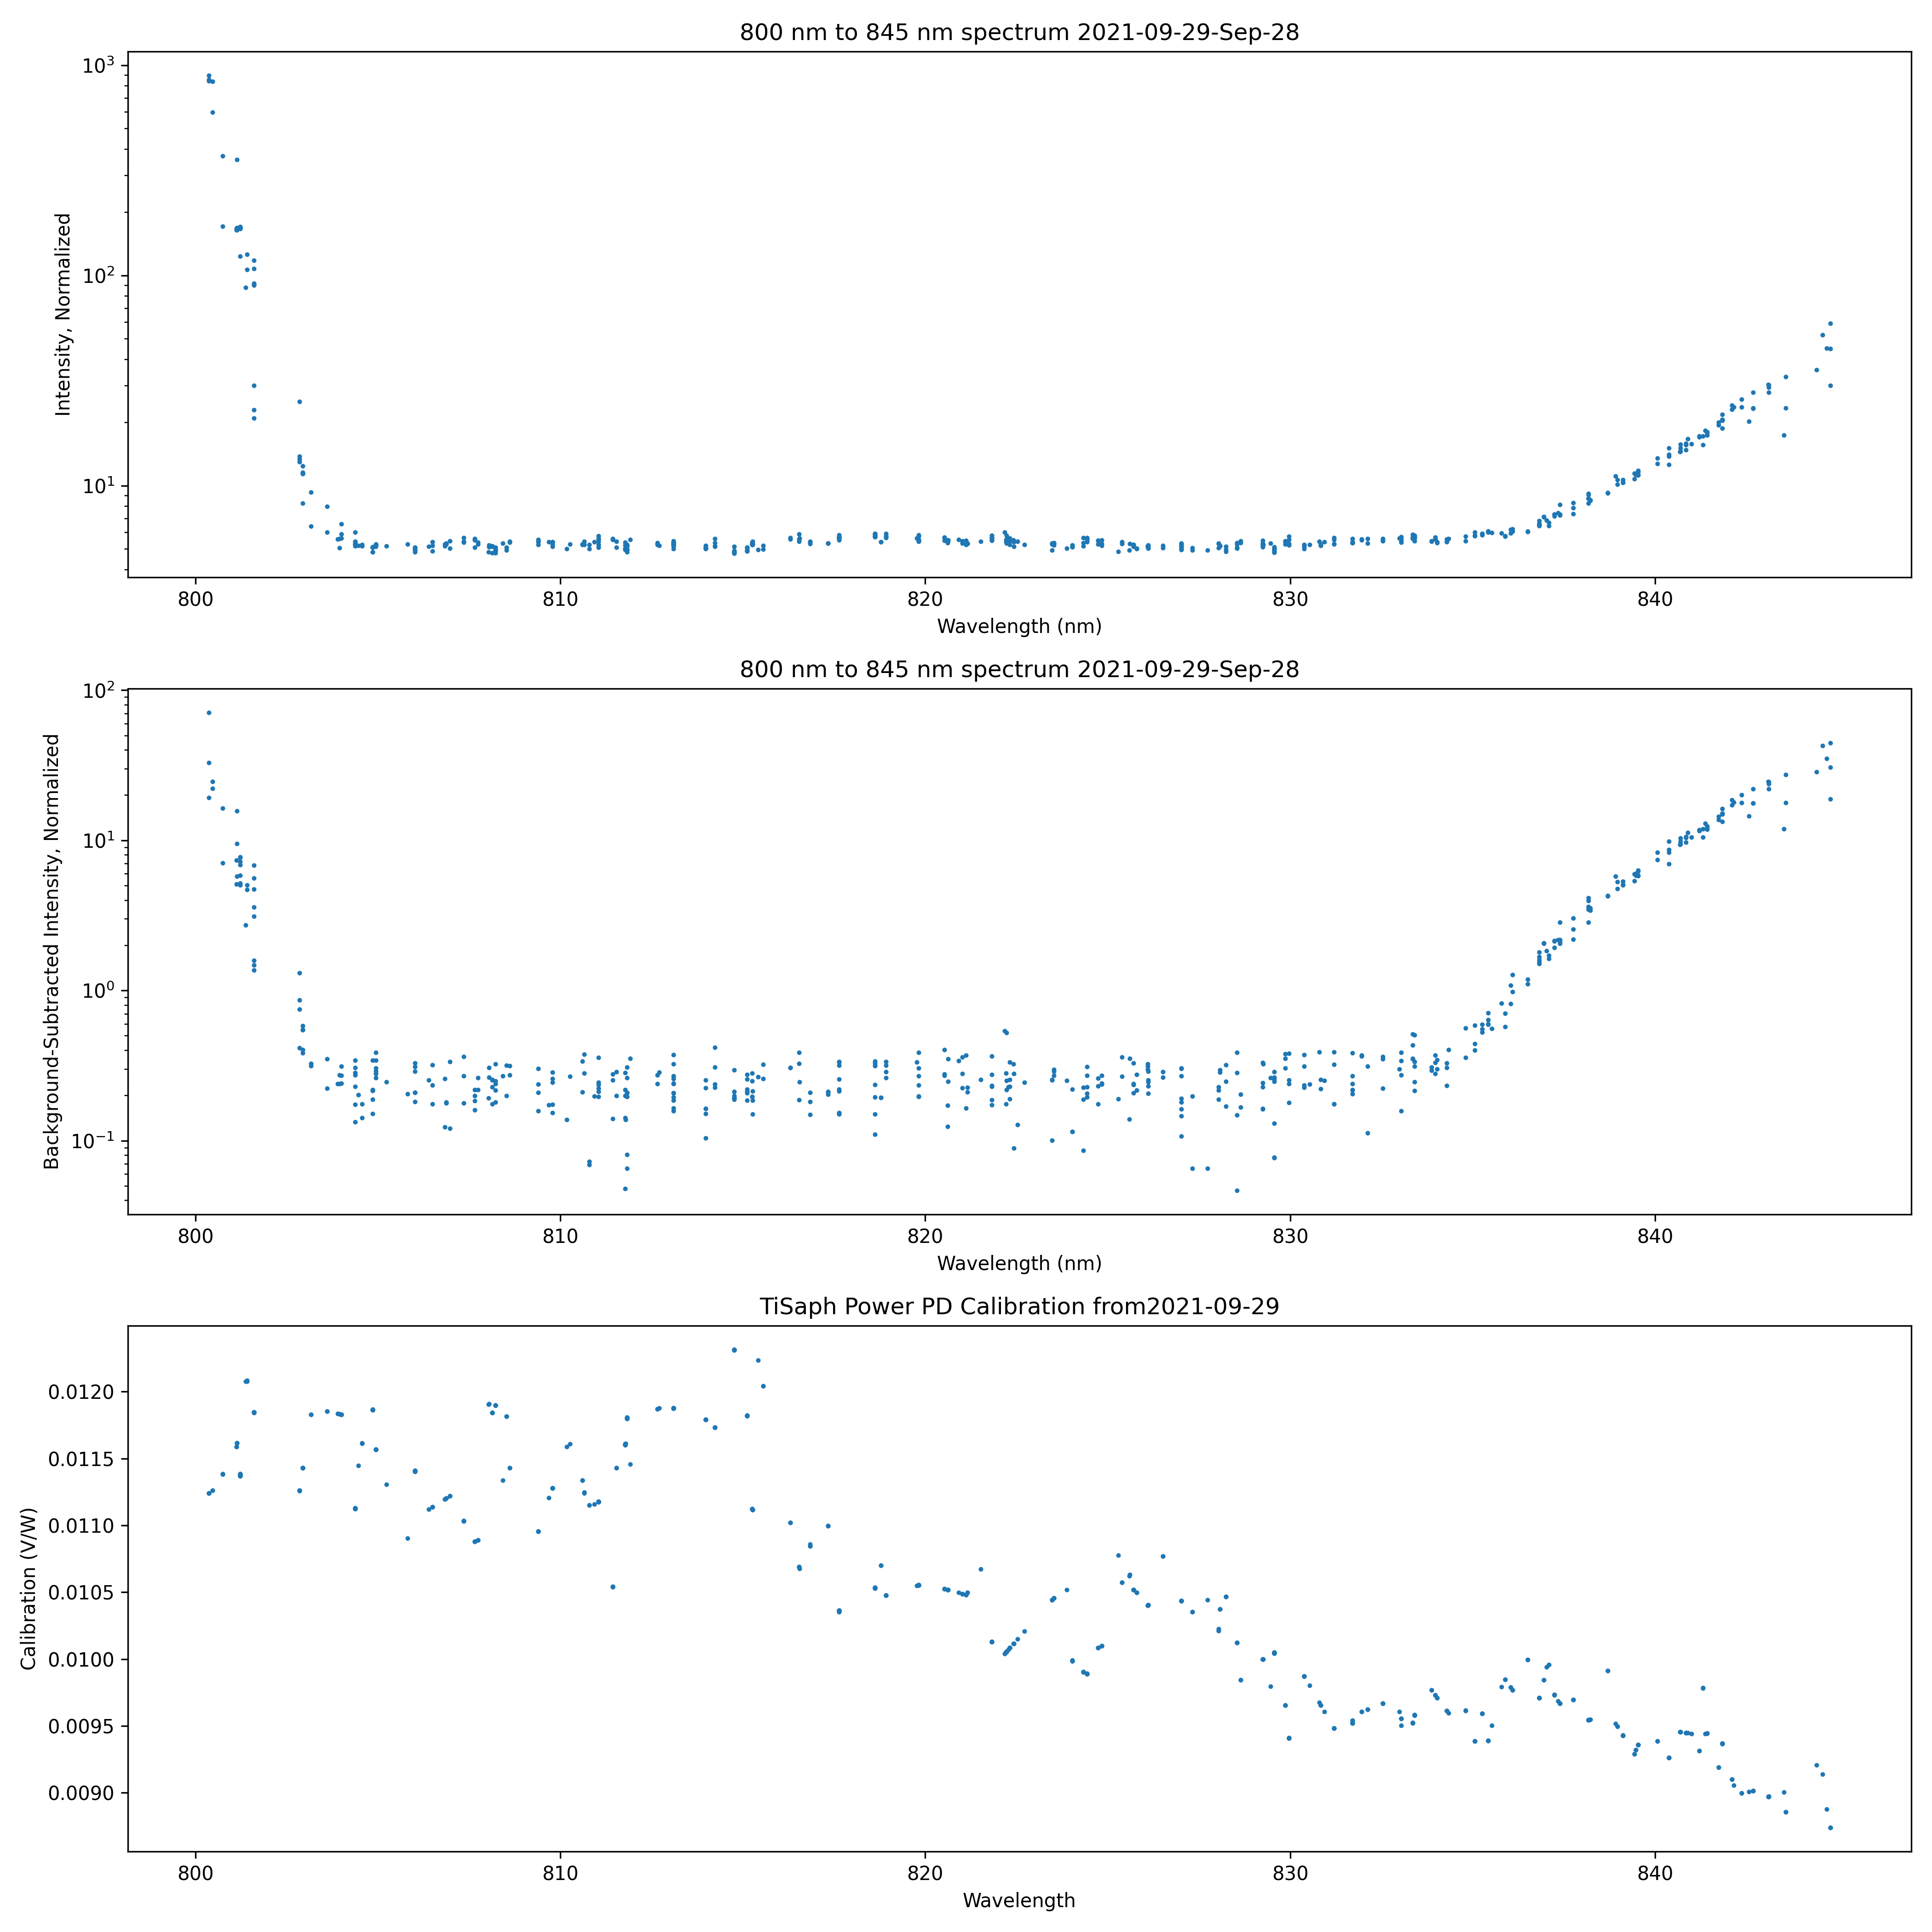 800 nm to 845 nm spectrum 2021-09-29-Sep-28
Intensity, Normalized
10³
10²
10¹
800 810 820 830 840
Wavelength (nm)
800 nm to 845 nm spectrum 2021-09-29-Sep-28
Background-Subtracted Intensity, Normalized
10²
10¹
10⁰
10⁻¹
800 810 820 830 840
Wavelength (nm)
TiSaph Power PD Calibration from2021-09-29
Calibration (V/W)
0.0120
0.0115
0.0110
0.0105
0.0100
0.0095
0.0090
800 810 820 830 840
Wavelength